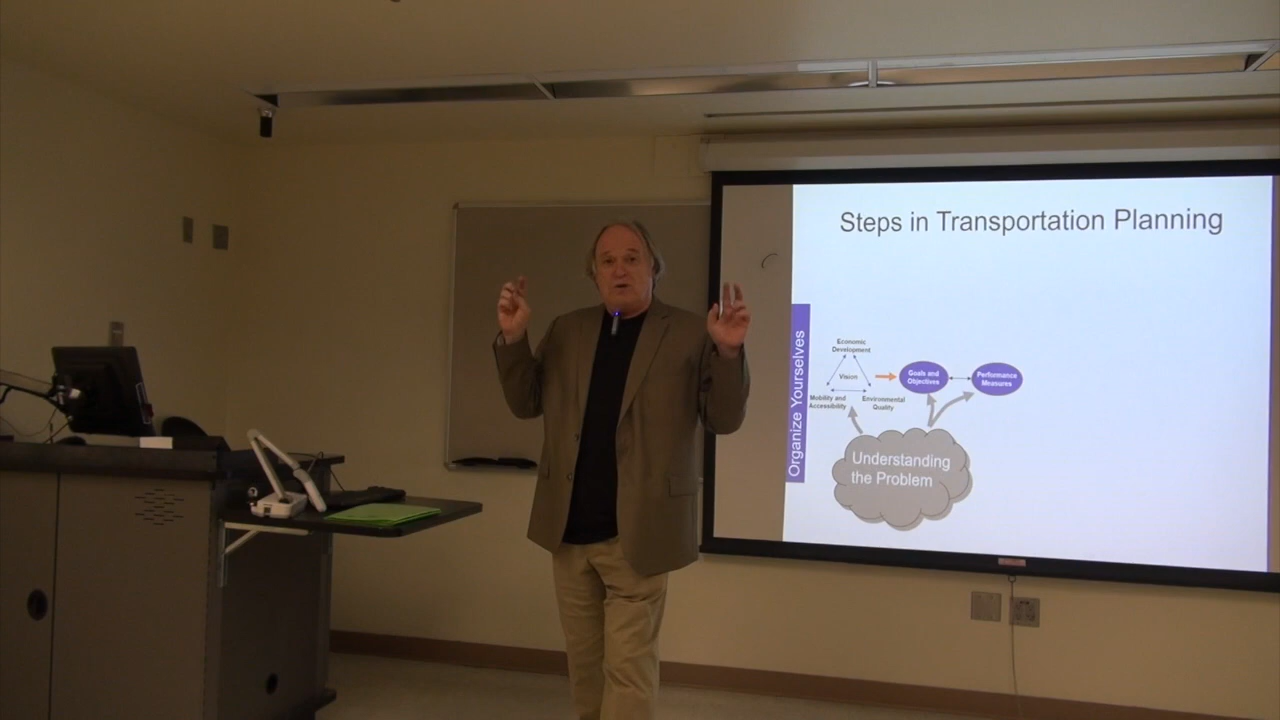 Steps in Transportation Planning
Organize Yourselves
Economic
Development
Vision
Mobility and
Accessibility
Environmental
Quality
Goals and
Objectives
Performance
Measures
Understanding
the Problem